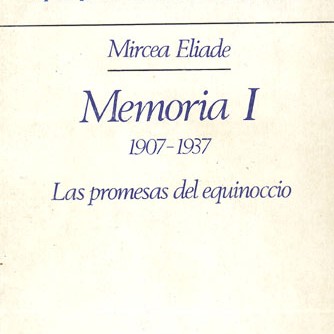 Mircea Eliade
Memoria I
1907-1937
Las promesas del equinoccio